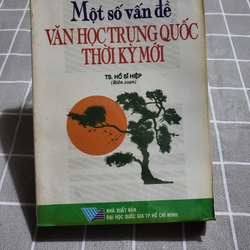 Một số vấn đề
VĂN HỌC TRUNG QUỐC
THỜI KỲ MỚI
TS. HỒ SĨ HIỆP
(Biên soạn)
NHÀ XUẤT BẢN
ĐẠI HỌC QUỐC GIA TP HỒ CHÍ MINH